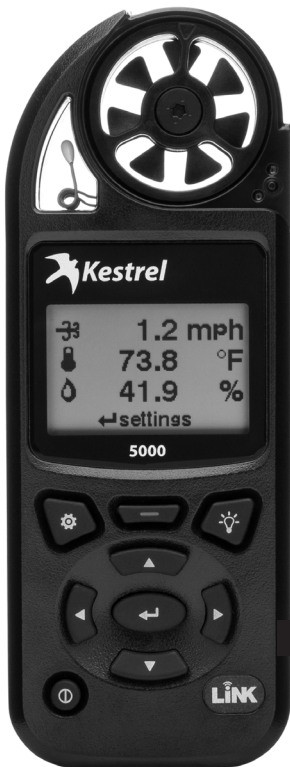 Kestrel
1.2 mph
73.8 °F
41.9 %
↵settings
5000
LiNK